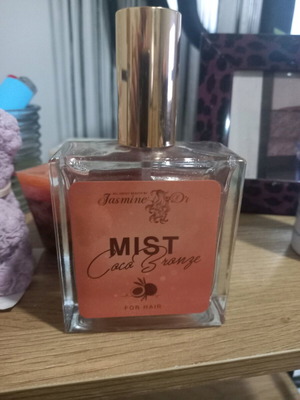 Jasmine D's
MIST
Coco Bronze
FOR HAIR